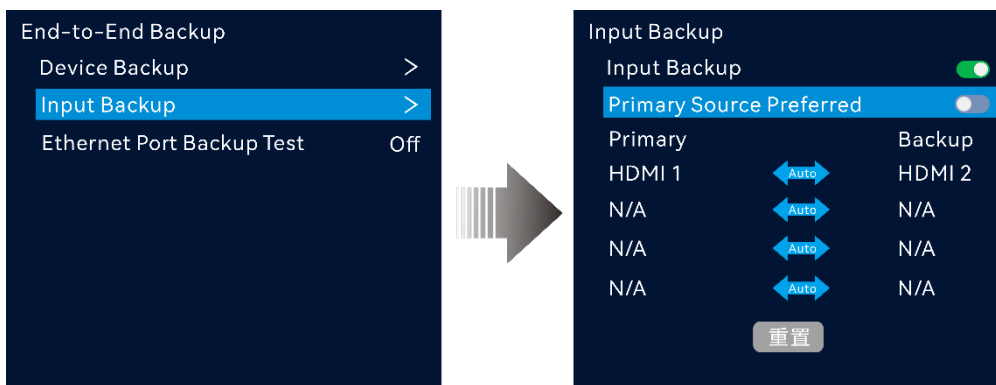 End-to-End Backup
Device Backup >
Input Backup >
Ethernet Port Backup Test Off
Input Backup
Input Backup
Primary Source Preferred
Primary Backup
HDMI 1 Auto HDMI 2
N/A Auto N/A
N/A Auto N/A
N/A Auto N/A
重置